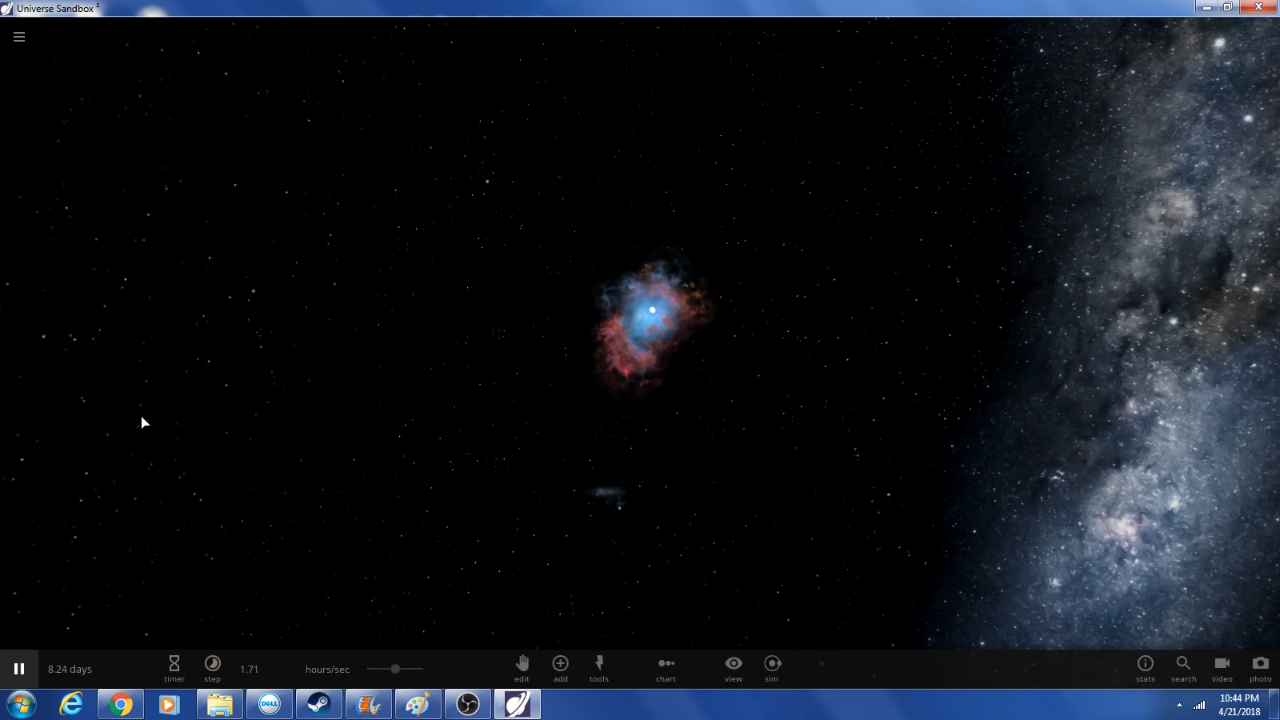 Universe Sandbox ²
8.24 days
timer
step
1.71
hours/sec
edit
add
tools
chart
view
sim
stats
search
video
photo
DELL
10:44 PM
4/21/2018